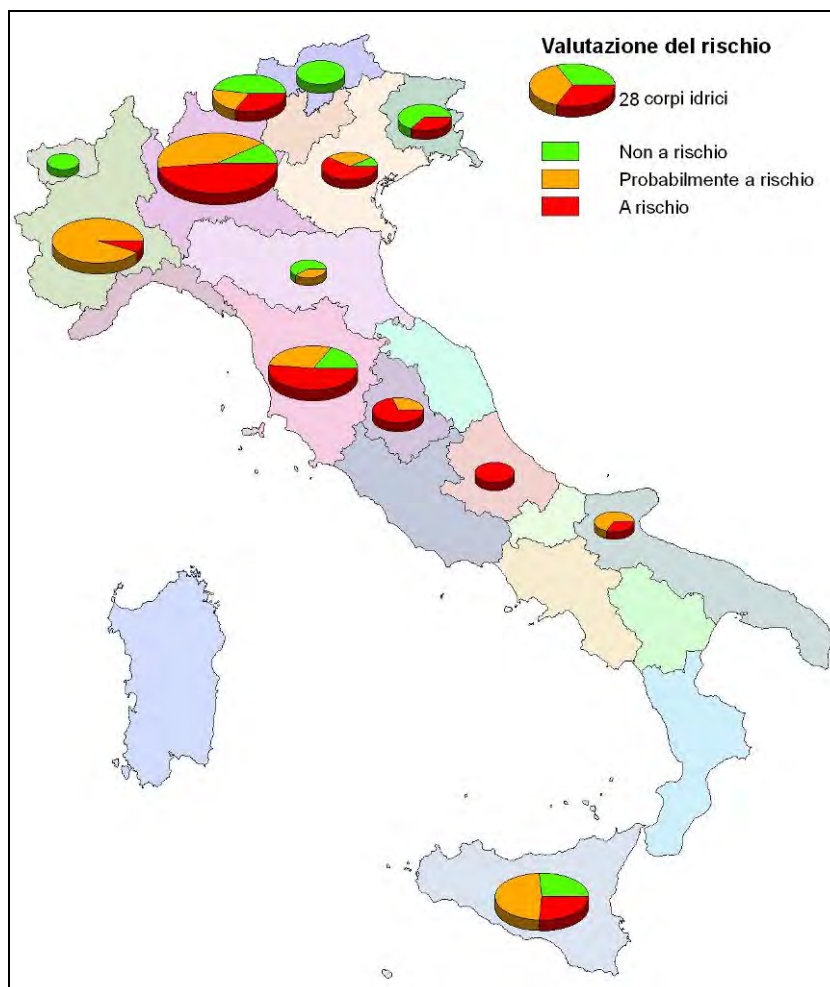 Valutazione del rischio
28 corpi idrici
Non a rischio
Probabilmente a rischio
A rischio